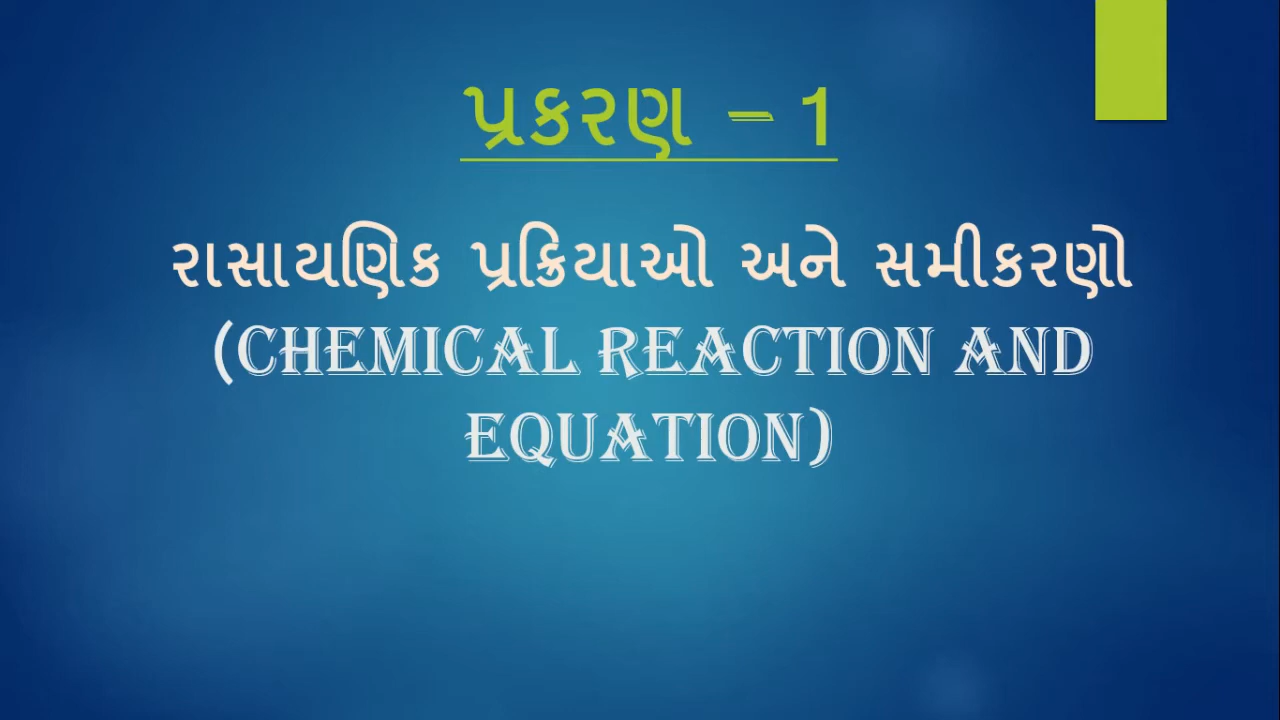 પ્રકરણ – 1
રાસાયણિક પ્રક્રિયાઓ અને સમીકરણો
(CHEMICAL REACTION AND
EQUATION)